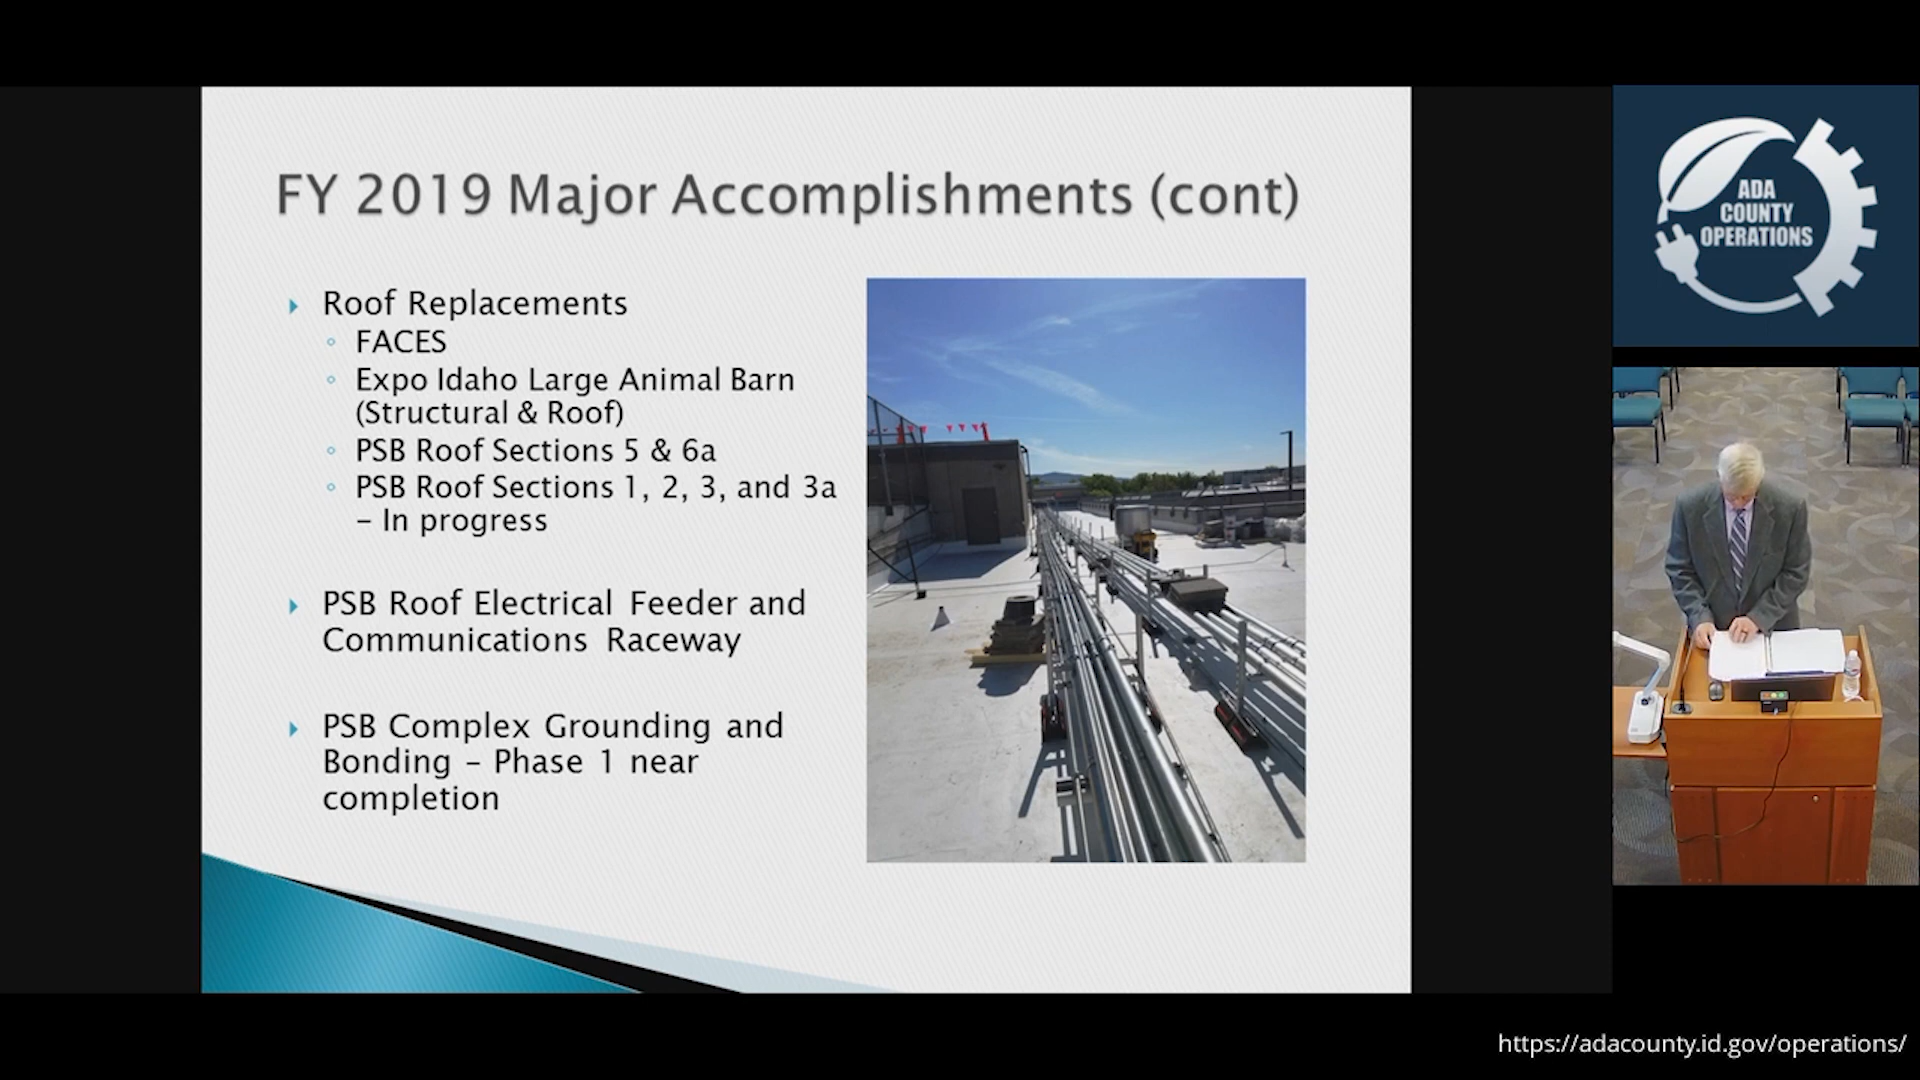 FY 2019 Major Accomplishments (cont)
Roof Replacements
FACES
Expo Idaho Large Animal Barn
(Structural & Roof)
PSB Roof Sections 5 & 6a
PSB Roof Sections 1, 2, 3, and 3a
– In progress
PSB Roof Electrical Feeder and
Communications Raceway
PSB Complex Grounding and
Bonding – Phase 1 near
completion
ADA
COUNTY
OPERATIONS
https://adacounty.id.gov/operations/